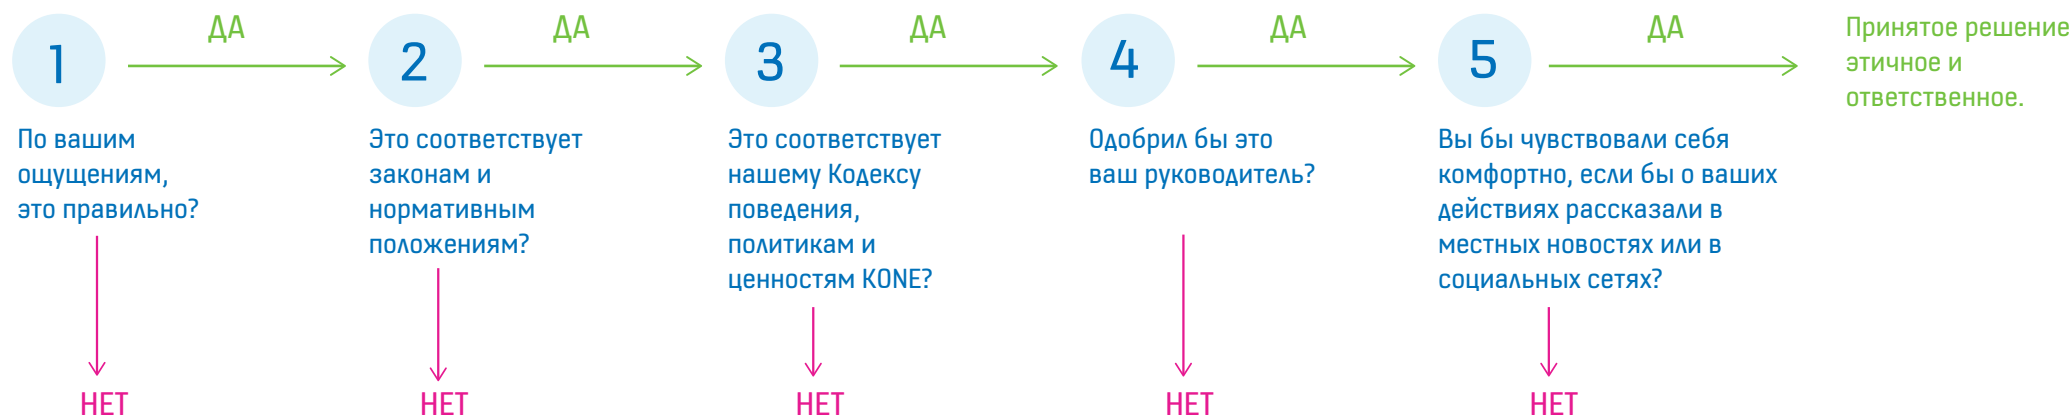 1
ДА
2
ДА
3
ДА
4
ДА
5
ДА
Принятое решение
этичное и
ответственное.
По вашим
ощущениям,
это правильно?
Это соответствует
законам и
нормативным
положениям?
Это соответствует
нашему Кодексу
поведения,
политикам и
ценностям KONE?
Одобрил бы это
ваш руководитель?
Вы бы чувствовали себя
комфортно, если бы о ваших
действиях рассказали в
местных новостях или в
социальных сетях?
НЕТ
НЕТ
НЕТ
НЕТ
НЕТ